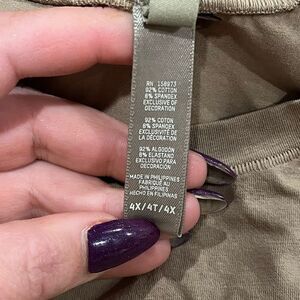 RN 158973
92% COTTON
8% SPANDEX
EXCLUSIVE OF
DECORATION
92% COTON
8% SPANDEX
EXCLUSIVITÉ DE
LA DÉCORATION
92% ALGODÓN
8% ELASTANO
EXCLUSIVO PARA
DECORACIÓN
MADE IN PHILIPPINES
FABRIQUÉ AU
PHILIPPINES
HECHO EN FILIPINAS
4X/4T/4X